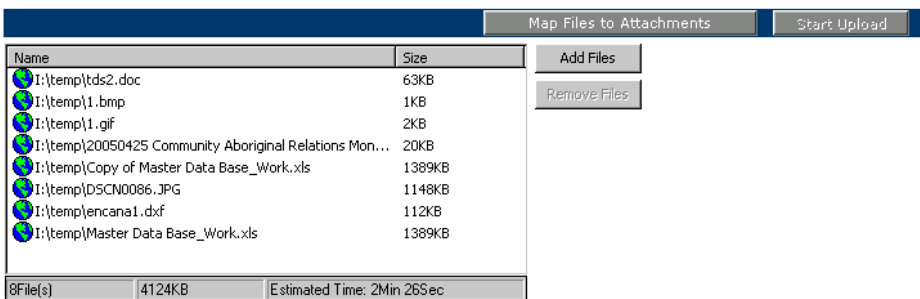 Map Files to Attachments Start Upload
Name Size Add Files
I:\temp\tds2.doc 63KB
I:\temp\1.bmp 1KB Remove Files
I:\temp\1.gif 2KB
I:\temp\20050425 Community Aboriginal Relations Mon... 20KB
I:\temp\Copy of Master Data Base_Work.xls 1389KB
I:\temp\DSCN0086.JPG 1148KB
I:\temp\encana1.dxf 112KB
I:\temp\Master Data Base_Work.xls 1389KB
8File(s) 4124KB Estimated Time: 2Min 26Sec